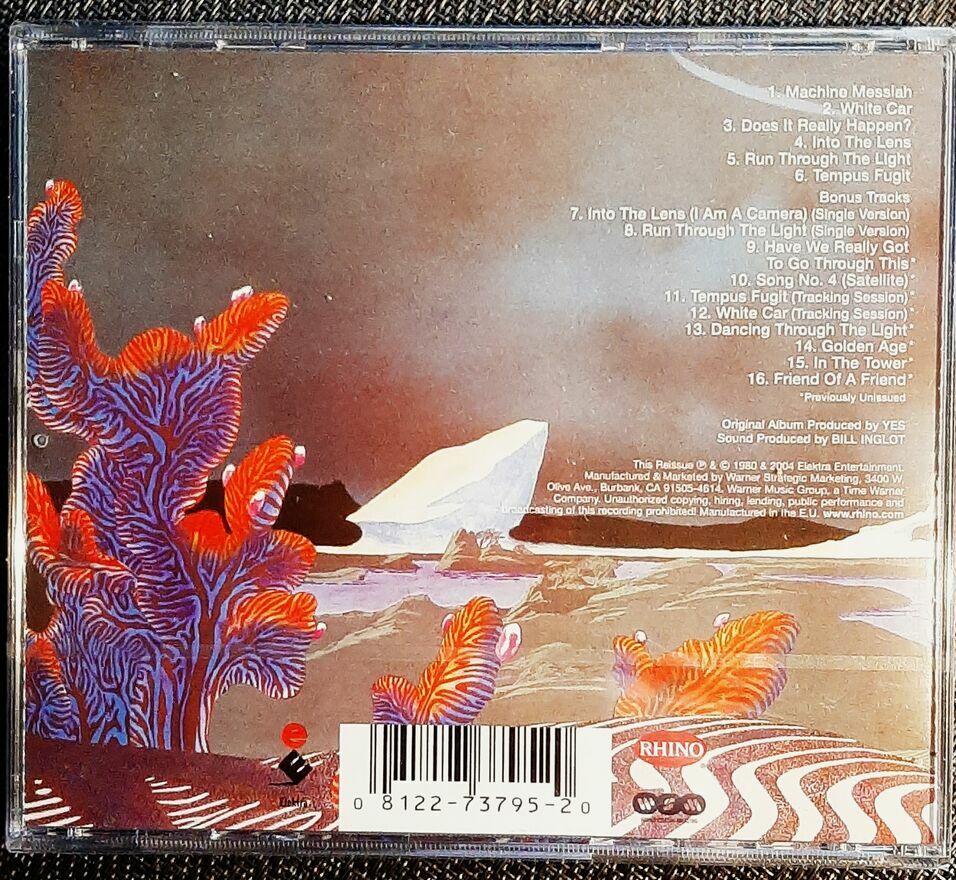 1. Machine Messiah
2. White Car
3. Does It Really Happen?
4. Into The Lens
5. Run Through The Light
6. Tempus Fugit
Bonus Tracks
7. Into The Lens (I Am A Camera) (Single Version)
8. Run Through The Light (Single Version)
9. Have We Really Got
To Go Through This*
10. Song No. 4 (Satellite)*
11. Tempus Fugit (Tracking Session)*
12. White Car (Tracking Session)*
13. Dancing Through The Light*
14. Golden Age*
15. In The Tower*
16. Friend Of A Friend*
*Previously Unissued
Original Album Produced by YES
Sound Produced by BILL INGLOT
This Reissue ℗ & © 1980 & 2004 Elektra Entertainment.
Manufactured & Marketed by Warner Strategic Marketing, 3400 W.
Olive Ave., Burbank, CA 91505-4614. Warner Music Group, a Time Warner
Company. Unauthorized copying, hiring, lending, public performance and
broadcasting of this recording prohibited! Manufactured in the E.U. www.rhino.com
E
Elektra
0 8122-73795-2 0
RHINO